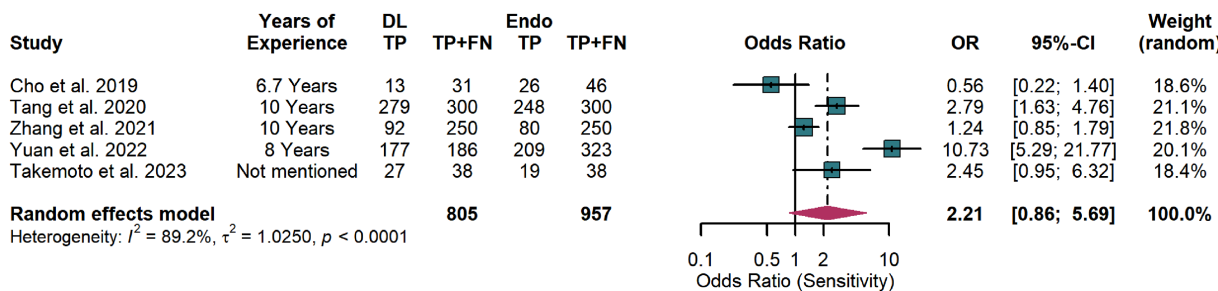 Years of DL Endo Weight
Study Experience TP TP+FN TP TP+FN Odds Ratio OR 95%-CI (random)
Cho et al. 2019 6.7 Years 13 31 26 46 0.56 [0.22; 1.40] 18.6%
Tang et al. 2020 10 Years 279 300 248 300 2.79 [1.63; 4.76] 21.1%
Zhang et al. 2021 10 Years 92 250 80 250 1.24 [0.85; 1.79] 21.8%
Yuan et al. 2022 8 Years 177 186 209 323 10.73 [5.29; 21.77] 20.1%
Takemoto et al. 2023 Not mentioned 27 38 19 38 2.45 [0.95; 6.32] 18.4%
Random effects model 805 957 2.21 [0.86; 5.69] 100.0%
Heterogeneity: I² = 89.2%, τ² = 1.0250, p < 0.0001
0.1 0.5 1 2 10
Odds Ratio (Sensitivity)